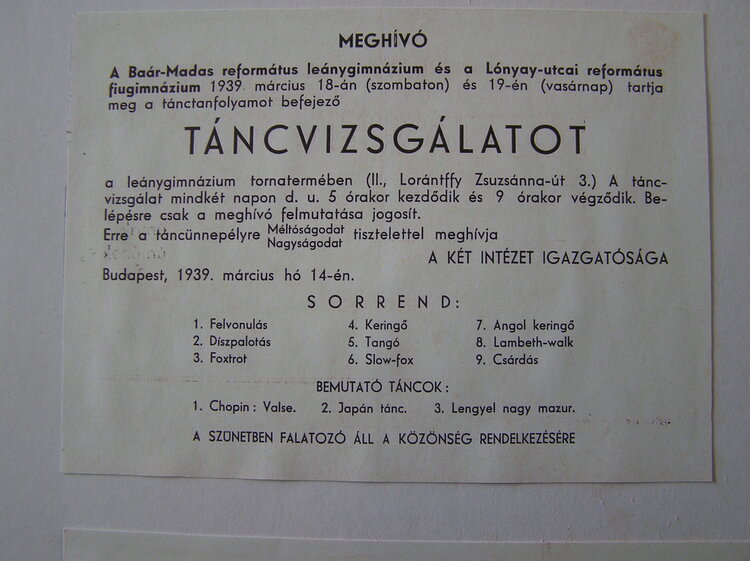 MEGHÍVÓ
A Baár-Madas református leánygimnázium és a Lónyay-utcai református
fiugimnázium 1939. március 18-án (szombaton) és 19-én (vasárnap) tartja
meg a tánctanfolyamot befejező
TÁNCVIZSGÁLATOT
a leánygimnázium tornatermében (II., Lorántffy Zsuzsánna-út 3.) A tánc-
vizsgálat mindkét napon d. u. 5 órakor kezdődik és 9 órakor végződik. Be-
lépésre csak a meghívó felmutatása jogosít.
Erre a táncünnepélyre Méltóságodat
Nagyságodat tisztelettel meghívja
A KÉT INTÉZET IGAZGATÓSÁGA
Budapest, 1939. március hó 14-én.
SORREND:
1. Felvonulás 4. Keringő 7. Angol keringő
2. Díszpalotás 5. Tangó 8. Lambeth-walk
3. Foxtrot 6. Slow-fox 9. Csárdás
BEMUTATÓ TÁNCOK:
1. Chopin: Valse. 2. Japán tánc. 3. Lengyel nagy mazur.
A SZÜNETBEN FALATOZÓ ÁLL A KÖZÖNSÉG RENDELKEZÉSÉRE